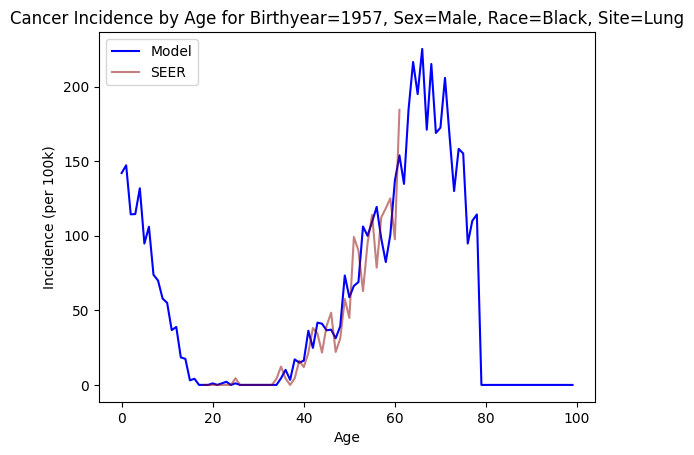 Cancer Incidence by Age for Birthyear=1957, Sex=Male, Race=Black, Site=Lung
Model
SEER
Incidence (per 100k)
200
150
100
50
0
0 20 40 60 80 100
Age